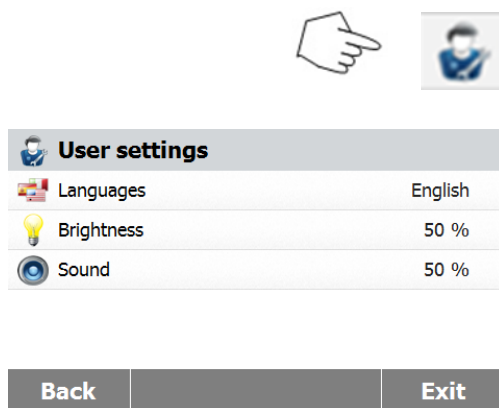 User settings
Languages English
Brightness 50 %
Sound 50 %
Back Exit